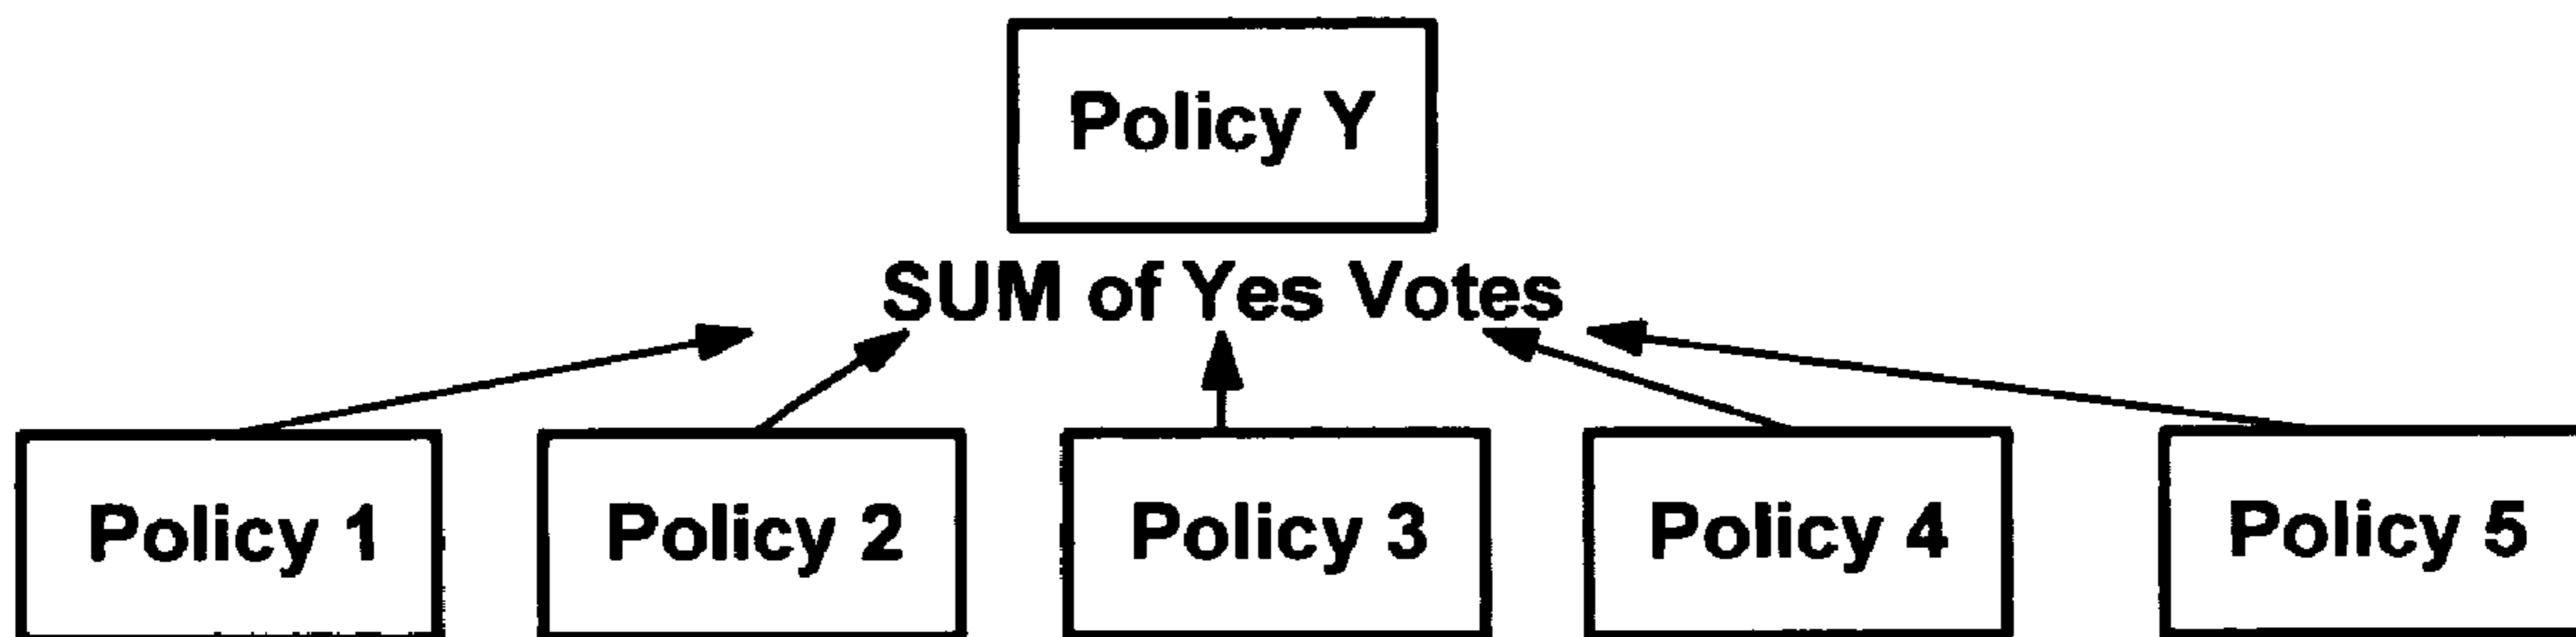 Policy Y
SUM of Yes Votes
Policy 1
Policy 2
Policy 3
Policy 4
Policy 5